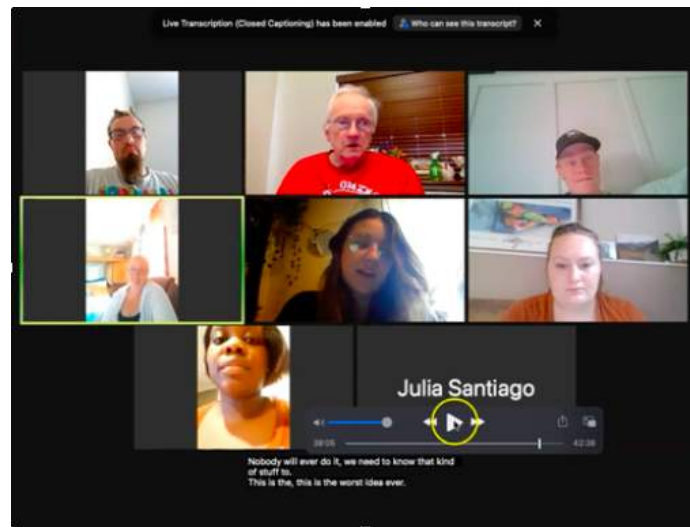 Live Transcription (Closed Captioning) has been enabled Who can see this transcript? X
Julia Santiago
39:05 42:38
Nobody will ever do it, we need to know that kind
of stuff to.
This is the, this is the worst idea ever.